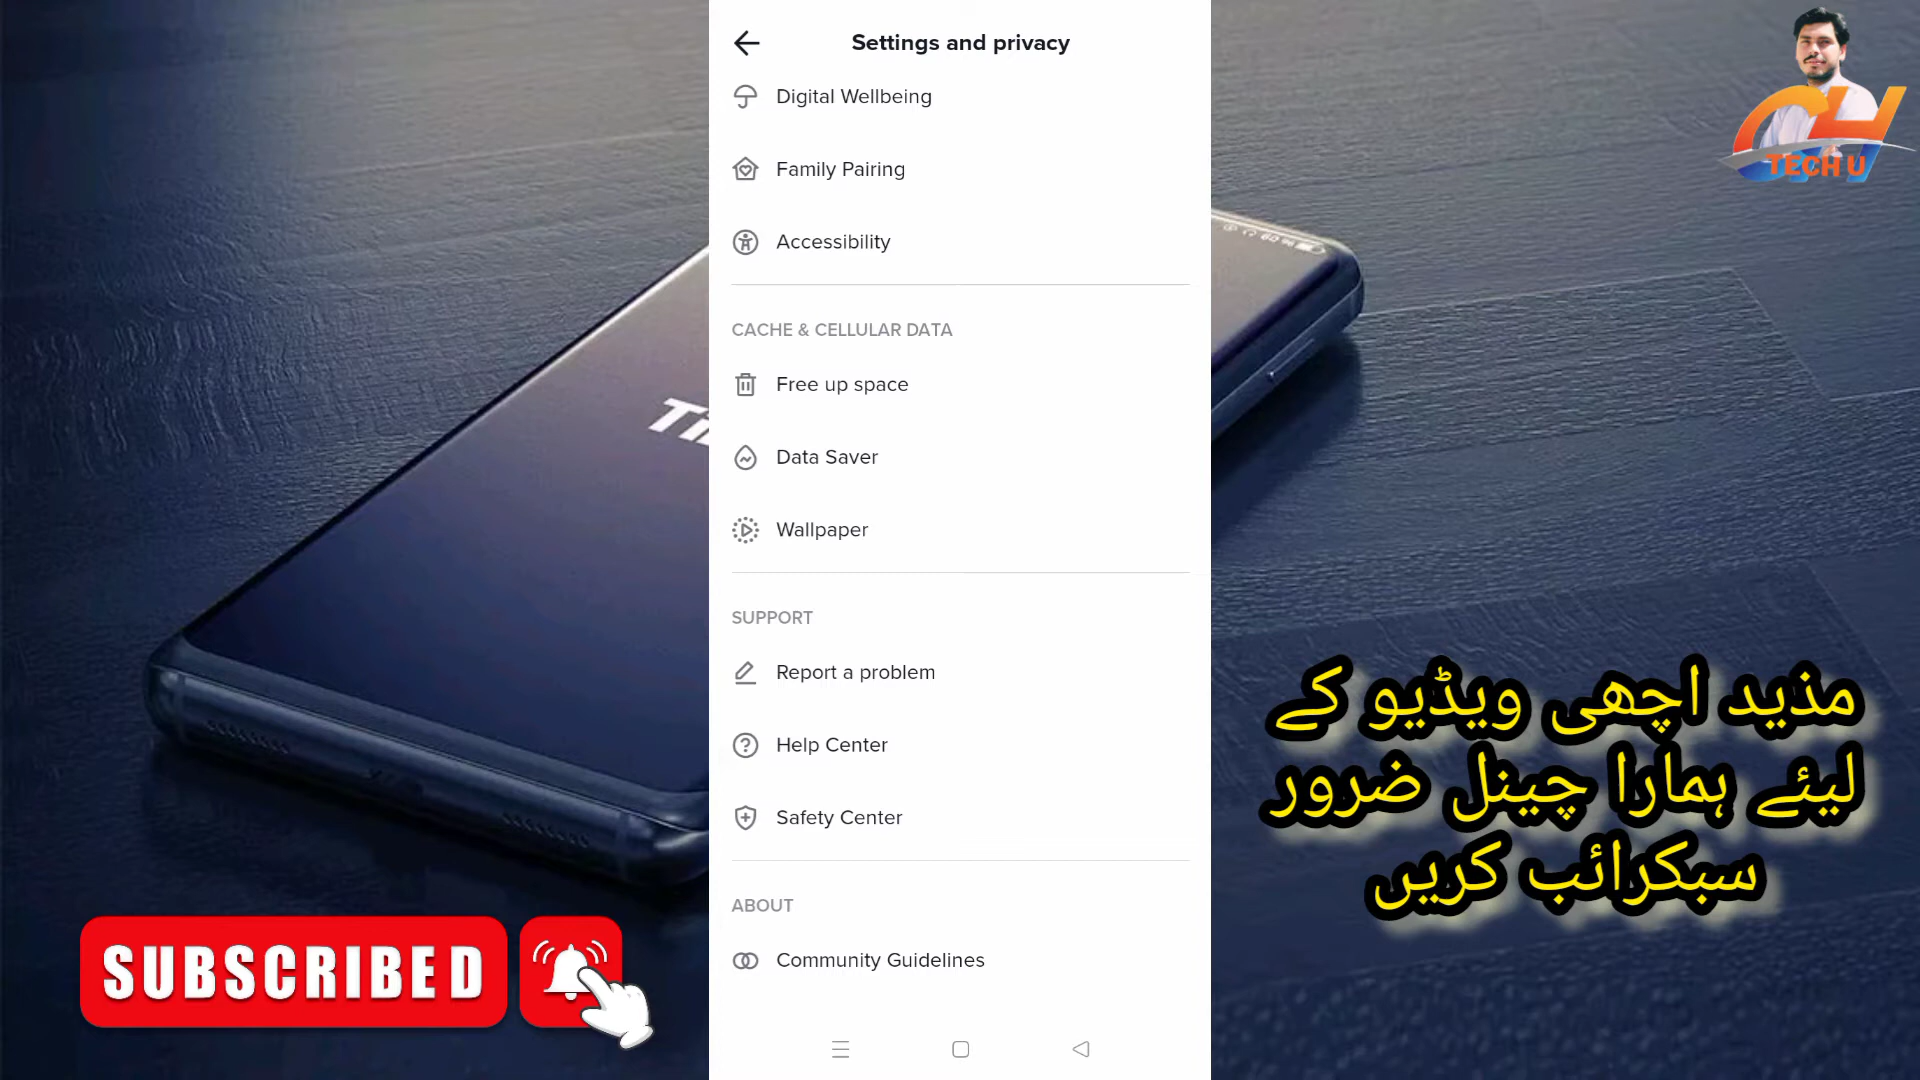 Settings and privacy
Digital Wellbeing
Family Pairing
Accessibility
CACHE & CELLULAR DATA
Free up space
Data Saver
Wallpaper
SUPPORT
Report a problem
Help Center
Safety Center
ABOUT
Community Guidelines
Ti
TECH U
مذید اچھی ویڈیو کے
لیئے ہمارا چینل ضرور
سبکرائب کریں
SUBSCRIBED